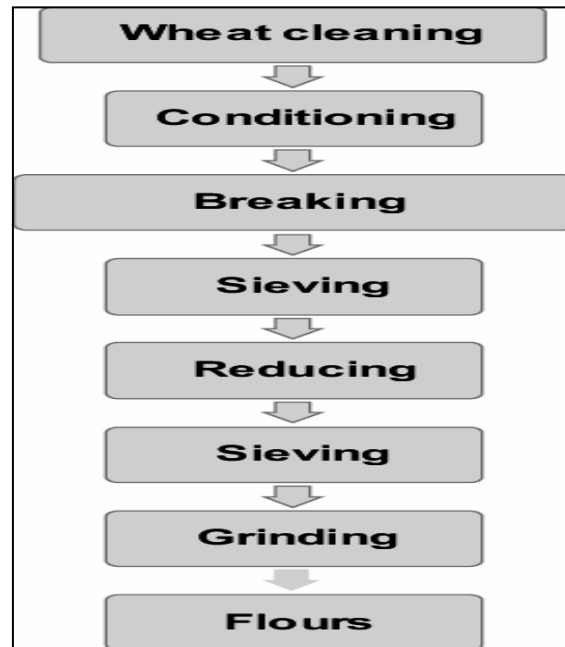 Wheat cleaning
Conditioning
Breaking
Sieving
Reducing
Sieving
Grinding
Flours